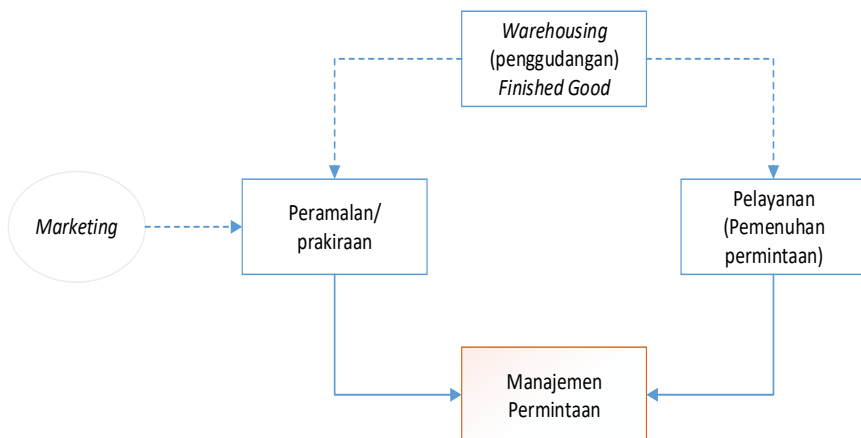 Warehousing
(penggudangan)
Finished Good
Marketing
Peramalan/
prakiraan
Pelayanan
(Pemenuhan
permintaan)
Manajemen
Permintaan